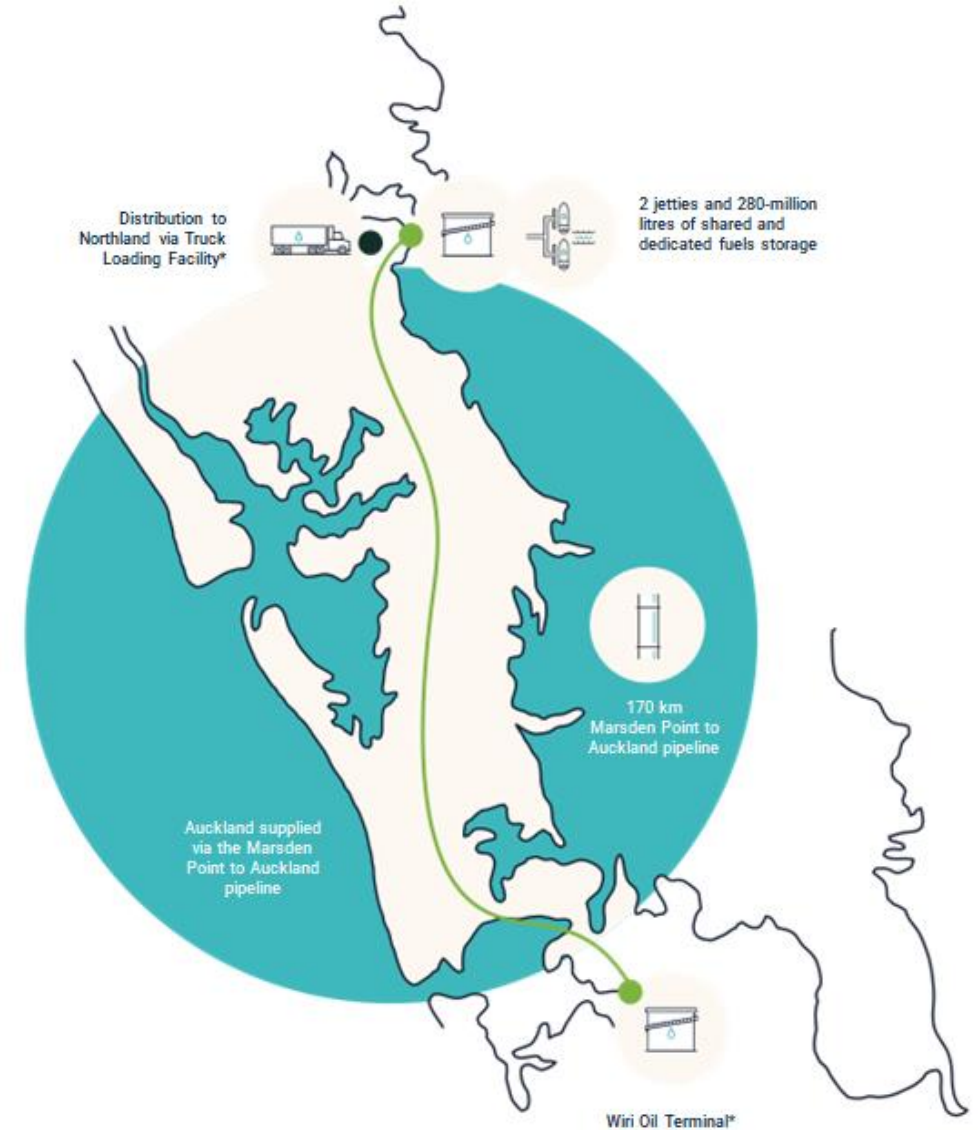 Distribution to
Northland via Truck
Loading Facility*
2 jetties and 280-million
litres of shared and
dedicated fuels storage
170 km
Marsden Point to
Auckland pipeline
Auckland supplied
via the Marsden
Point to Auckland
pipeline
Wiri Oil Terminal*